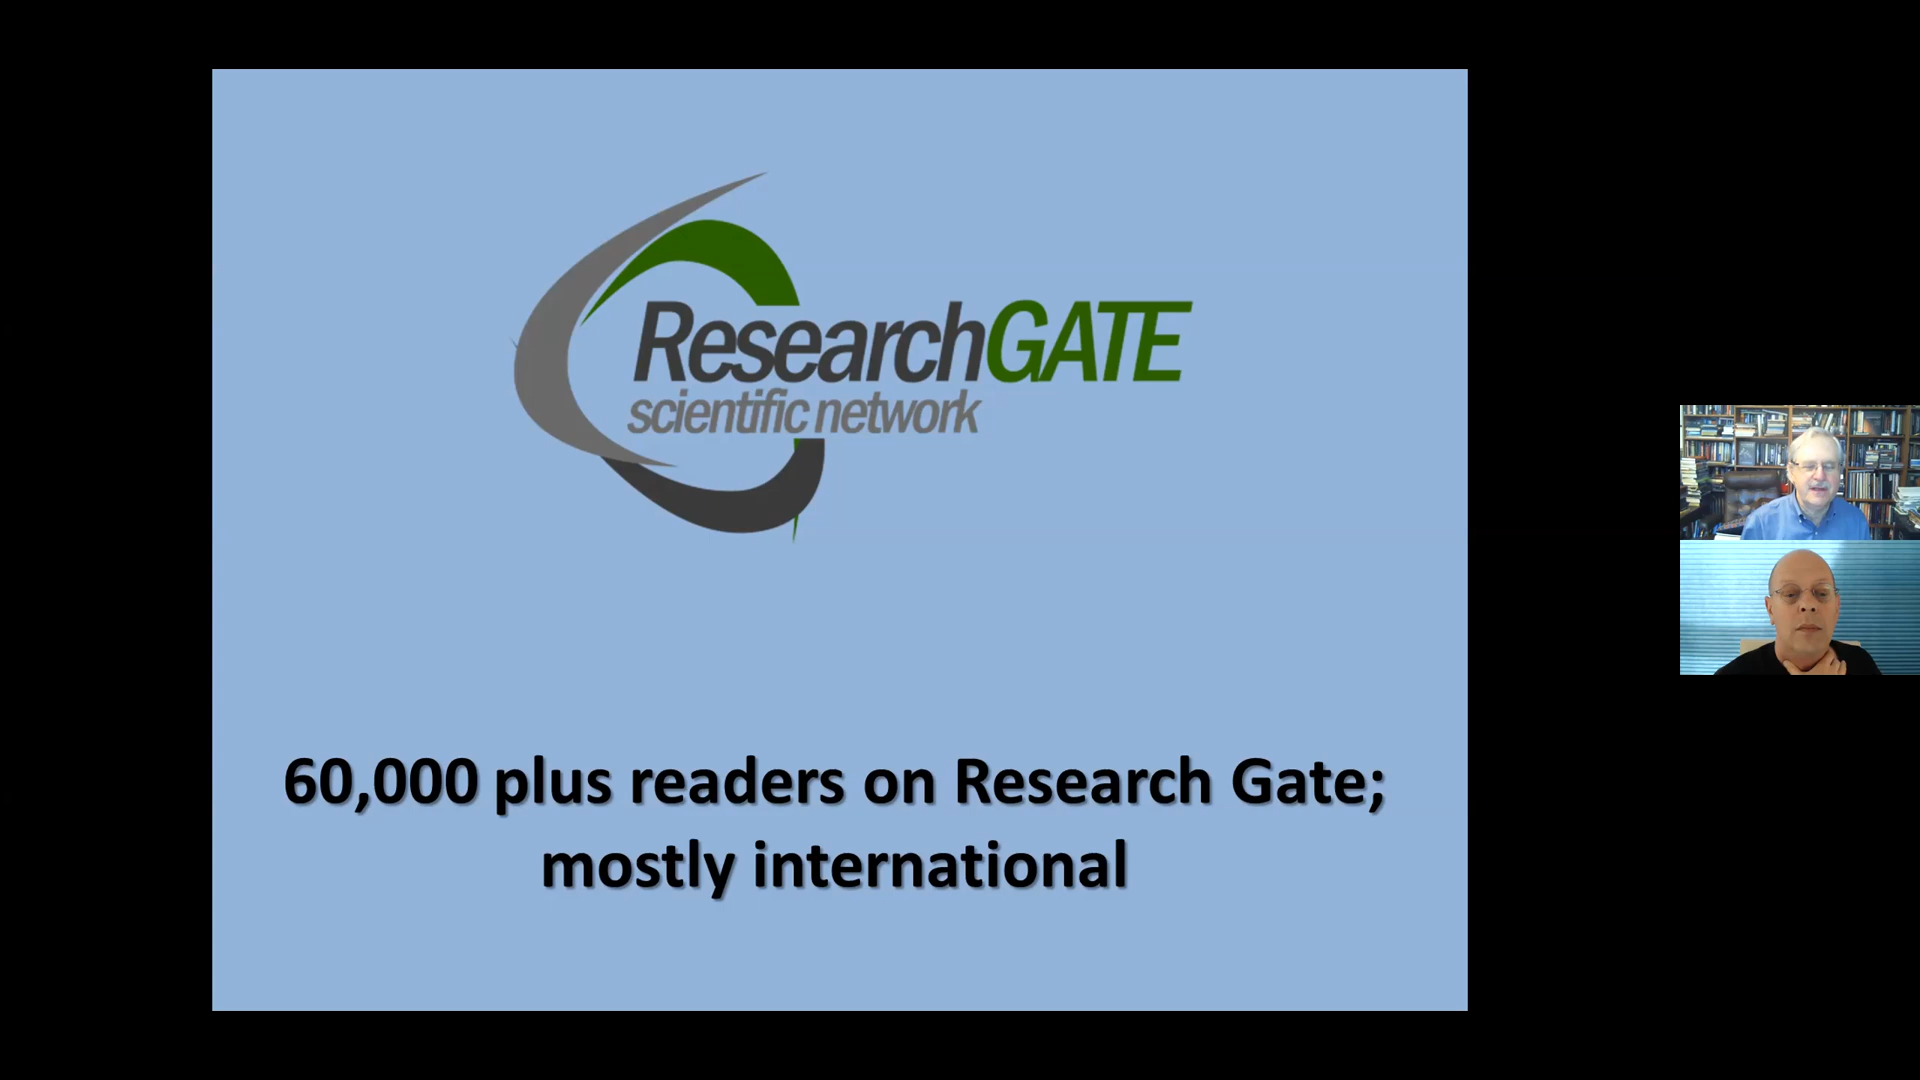 ResearchGATE
scientific network
60,000 plus readers on Research Gate;
mostly international